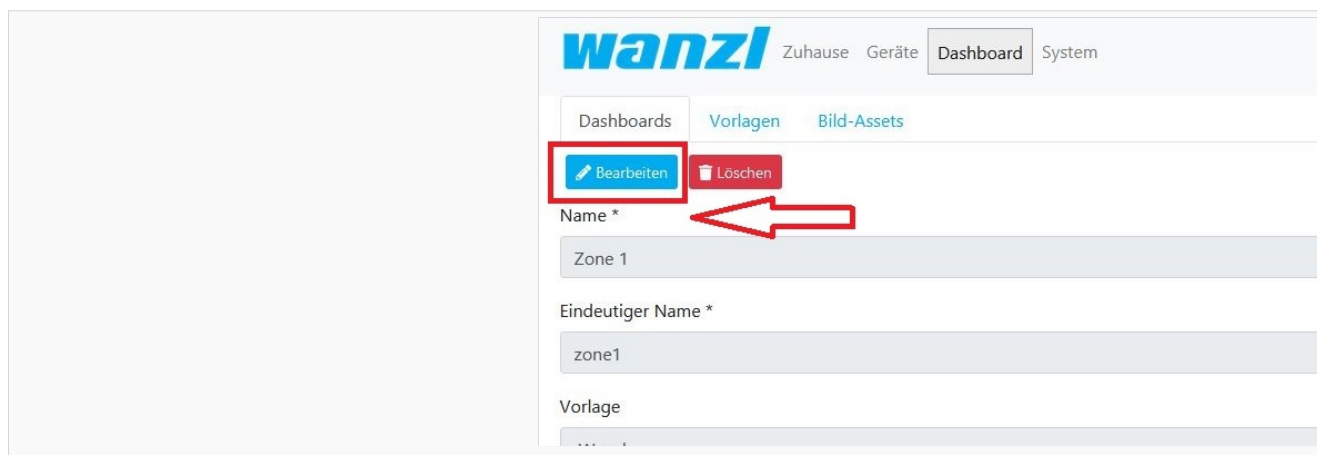 wanzl Zuhause Geräte Dashboard System
Dashboards Vorlagen Bild-Assets
Bearbeiten Löschen
Name *
Zone 1
Eindeutiger Name *
zone1
Vorlage